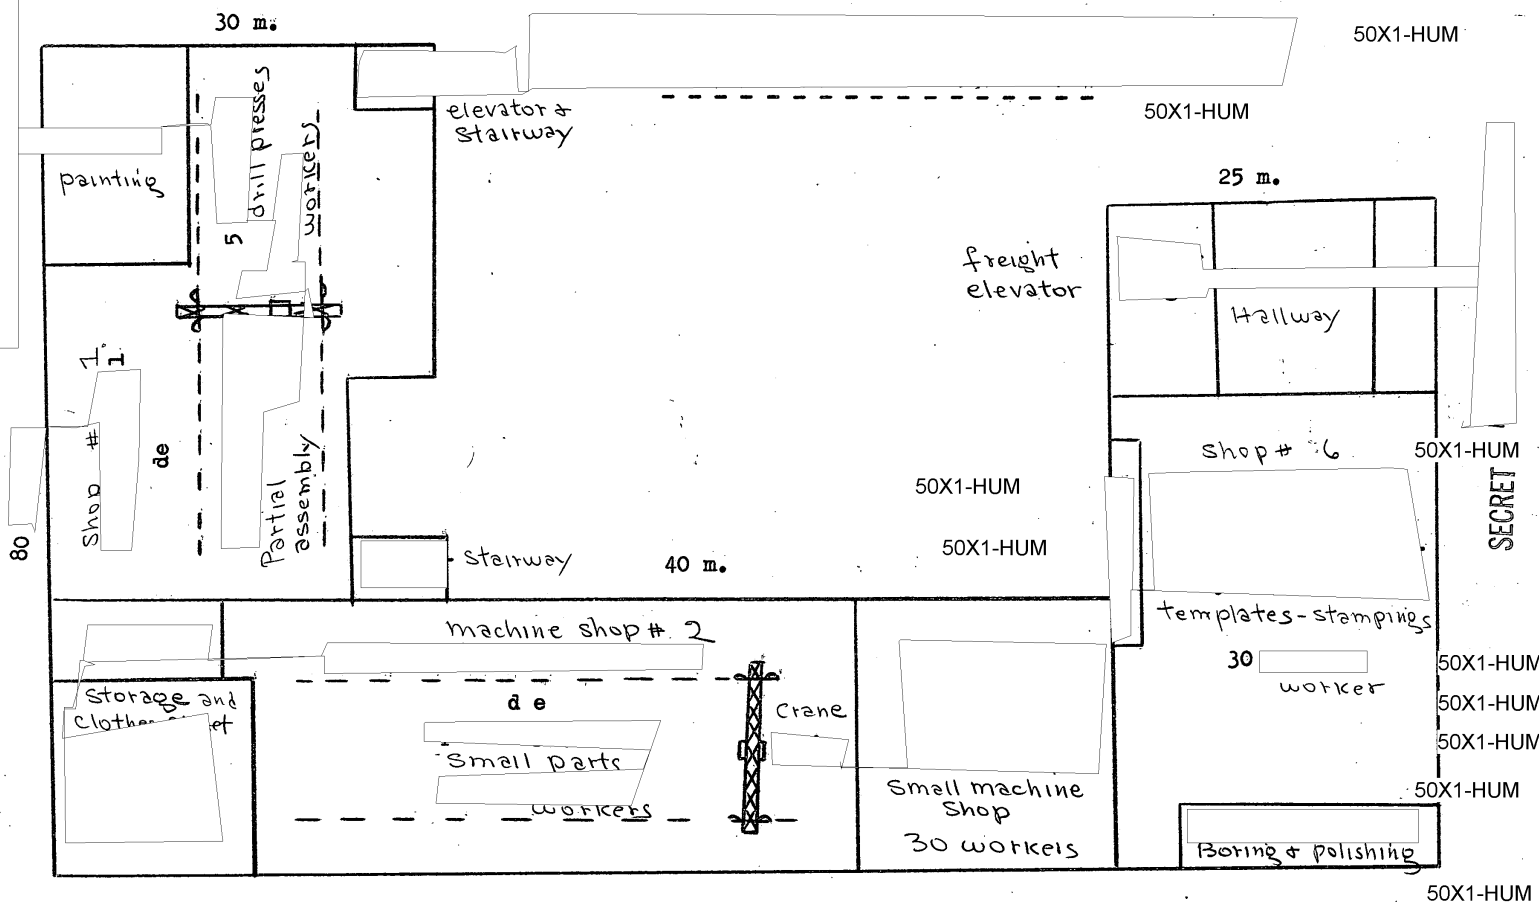 30 m.
50X1-HUM
elevator &
stairway
50X1-HUM
drill presses
workers
painting
5
25 m.
freight
elevator
Hallway
1
Shop #
de
Partial
assembly
80
Shop # 6
50X1-HUM
50X1-HUM
SECRET
50X1-HUM
stairway
40 m.
templates-stampings
30
worker
50X1-HUM
50X1-HUM
50X1-HUM
50X1-HUM
machine shop # 2
Storage and
de
Crane
Small parts
workers
Small machine
Shop
30 workers
Boring & polishing
50X1-HUM